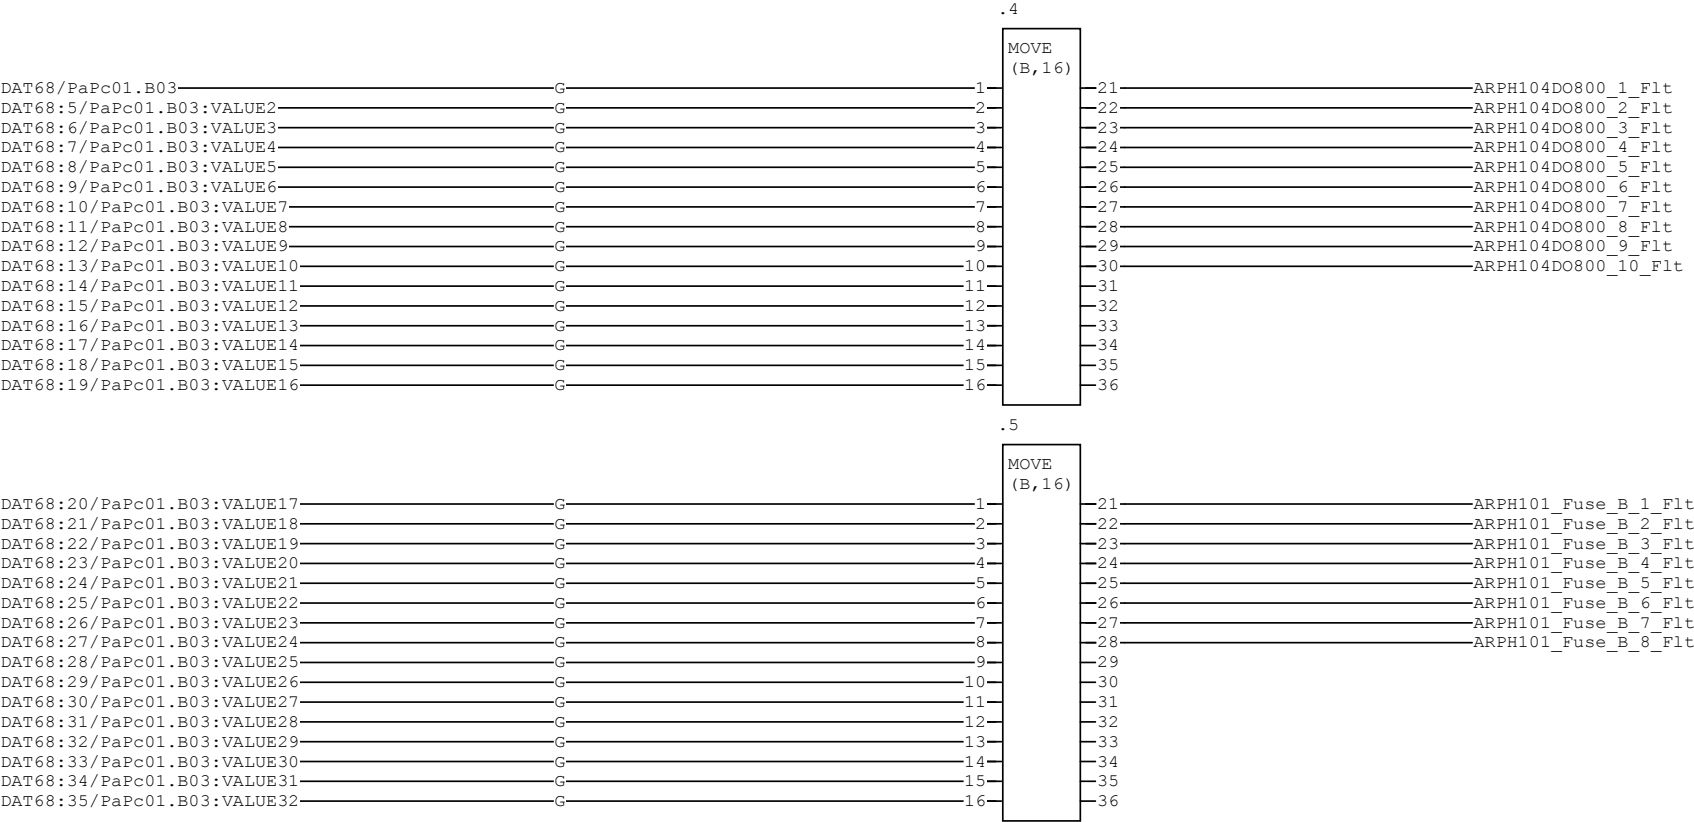 .4
MOVE
(B,16)
DAT68/PaPc01.B03 G 1 21 ARPH104DO800_1_Flt
DAT68:5/PaPc01.B03:VALUE2 G 2 22 ARPH104DO800_2_Flt
DAT68:6/PaPc01.B03:VALUE3 G 3 23 ARPH104DO800_3_Flt
DAT68:7/PaPc01.B03:VALUE4 G 4 24 ARPH104DO800_4_Flt
DAT68:8/PaPc01.B03:VALUE5 G 5 25 ARPH104DO800_5_Flt
DAT68:9/PaPc01.B03:VALUE6 G 6 26 ARPH104DO800_6_Flt
DAT68:10/PaPc01.B03:VALUE7 G 7 27 ARPH104DO800_7_Flt
DAT68:11/PaPc01.B03:VALUE8 G 8 28 ARPH104DO800_8_Flt
DAT68:12/PaPc01.B03:VALUE9 G 9 29 ARPH104DO800_9_Flt
DAT68:13/PaPc01.B03:VALUE10 G 10 30 ARPH104DO800_10_Flt
DAT68:14/PaPc01.B03:VALUE11 G 11 31
DAT68:15/PaPc01.B03:VALUE12 G 12 32
DAT68:16/PaPc01.B03:VALUE13 G 13 33
DAT68:17/PaPc01.B03:VALUE14 G 14 34
DAT68:18/PaPc01.B03:VALUE15 G 15 35
DAT68:19/PaPc01.B03:VALUE16 G 16 36
.5
MOVE
(B,16)
DAT68:20/PaPc01.B03:VALUE17 G 1 21 ARPH101_Fuse_B_1_Flt
DAT68:21/PaPc01.B03:VALUE18 G 2 22 ARPH101_Fuse_B_2_Flt
DAT68:22/PaPc01.B03:VALUE19 G 3 23 ARPH101_Fuse_B_3_Flt
DAT68:23/PaPc01.B03:VALUE20 G 4 24 ARPH101_Fuse_B_4_Flt
DAT68:24/PaPc01.B03:VALUE21 G 5 25 ARPH101_Fuse_B_5_Flt
DAT68:25/PaPc01.B03:VALUE22 G 6 26 ARPH101_Fuse_B_6_Flt
DAT68:26/PaPc01.B03:VALUE23 G 7 27 ARPH101_Fuse_B_7_Flt
DAT68:27/PaPc01.B03:VALUE24 G 8 28 ARPH101_Fuse_B_8_Flt
DAT68:28/PaPc01.B03:VALUE25 G 9 29
DAT68:29/PaPc01.B03:VALUE26 G 10 30
DAT68:30/PaPc01.B03:VALUE27 G 11 31
DAT68:31/PaPc01.B03:VALUE28 G 12 32
DAT68:32/PaPc01.B03:VALUE29 G 13 33
DAT68:33/PaPc01.B03:VALUE30 G 14 34
DAT68:34/PaPc01.B03:VALUE31 G 15 35
DAT68:35/PaPc01.B03:VALUE32 G 16 36